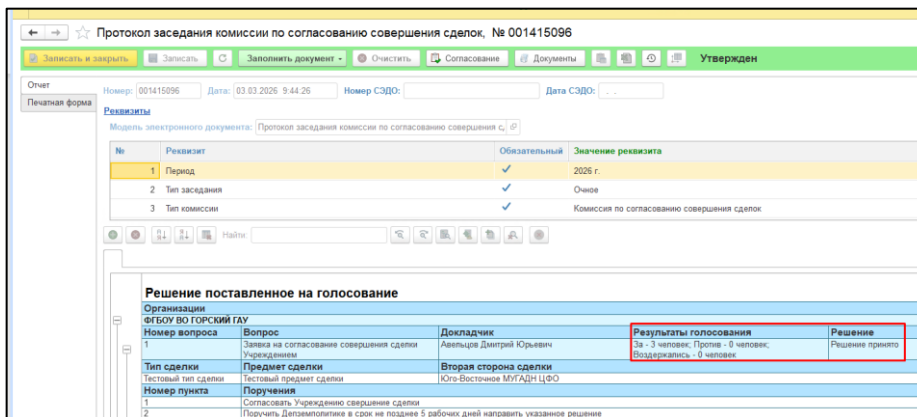 Протокол заседания комиссии по согласованию совершения сделок, № 001415096
Записать и закрыть Записать Заполнить документ Очистить Согласование Документы Утвержден
Отчет
Печатная форма
Номер: 001415096 Дата: 03.03.2026 9:44:26 Номер СЭДО: Дата СЭДО: . .
Реквизиты
Модель электронного документа: Протокол заседания комиссии по согласованию совершения с,
№ Реквизит Обязательный Значение реквизита
1 Период 2026 г.
2 Тип заседания Очное
3 Тип комиссии Комиссия по согласованию совершения сделок
Найти:
Решение поставленное на голосование
Организации
ФГБОУ ВО ГОРСКИЙ ГАУ
Номер вопроса Вопрос Докладчик Результаты голосования Решение
1 Заявка на согласование совершения сделки Авельцов Дмитрий Юрьевич За - 3 человек; Против - 0 человек; Решение принято
Учреждением Воздержались - 0 человек
Тип сделки Предмет сделки Вторая сторона сделки
Тестовый тип сделки Тестовый предмет сделки Юго-Восточное МУГАДН ЦФО
Номер пункта Поручения
1 Согласовать Учреждению свершение сделки
2 Поручить Депземполитике в срок не позднее 5 рабочих дней направить указанное решение